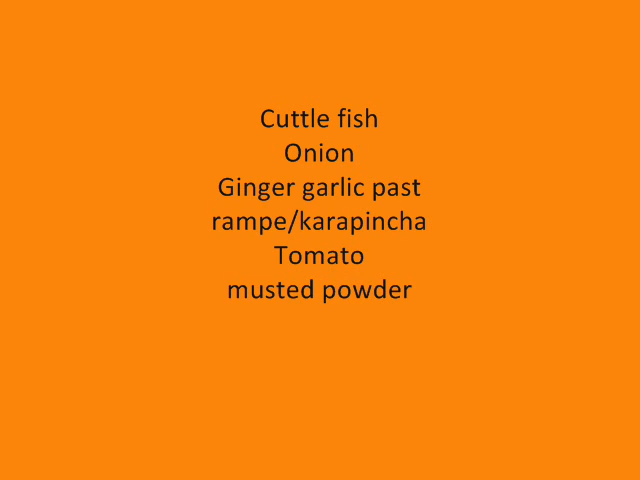 Cuttle fish
Onion
Ginger garlic past
rampe/karapincha
Tomato
musted powder